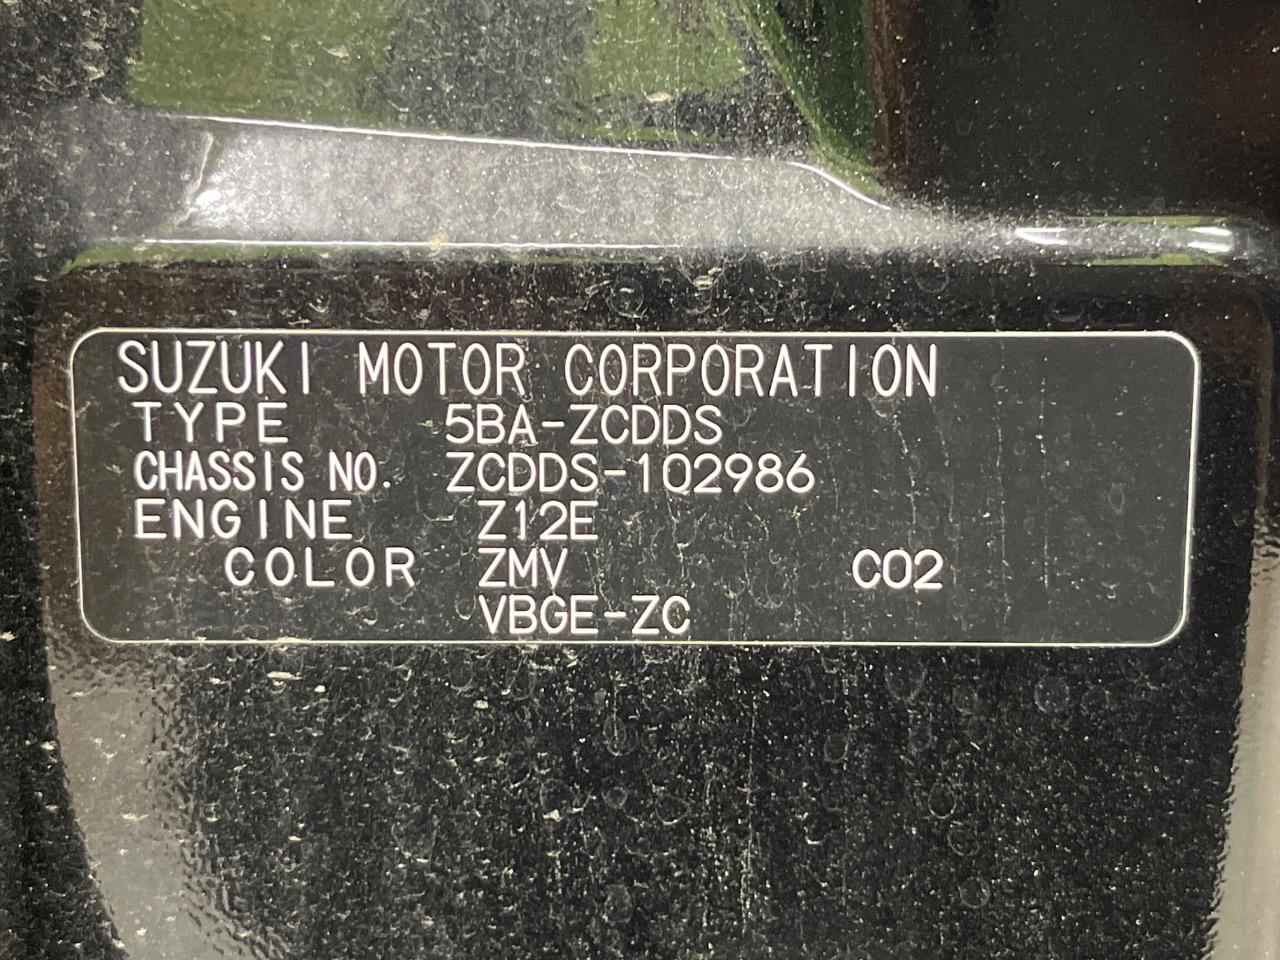 SUZUKI MOTOR CORPORATION
TYPE 5BA-ZCDDS
CHASSIS NO. ZCDDS-102986
ENGINE Z12E
COLOR ZMV C02
VBGE-ZC